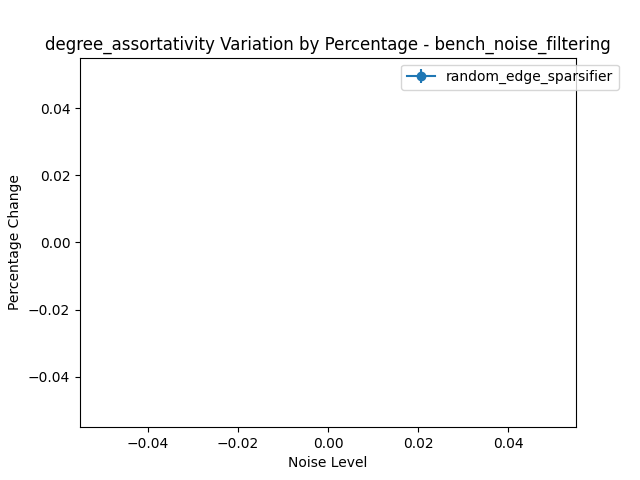 degree_assortativity Variation by Percentage - bench_noise_filtering
random_edge_sparsifier
Percentage Change
0.04
0.02
0.00
−0.02
−0.04
−0.04
−0.02
0.00
0.02
0.04
Noise Level